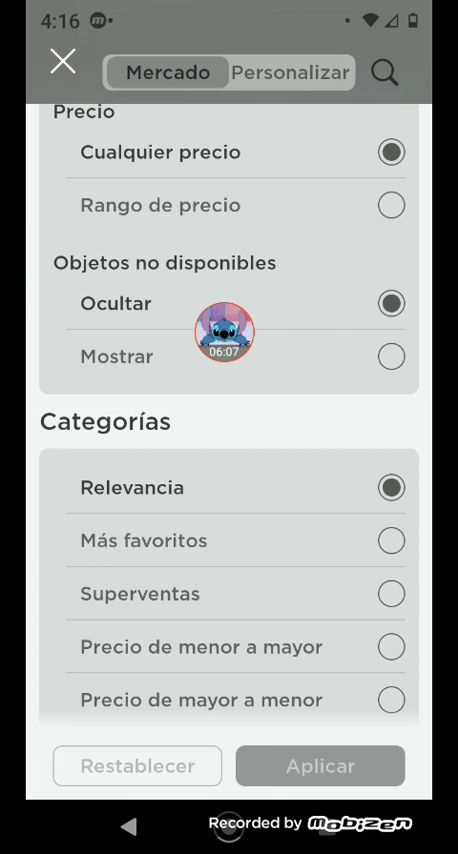 4:16
Mercado
Personalizar
Precio
Cualquier precio
Rango de precio
Objetos no disponibles
Ocultar
06:07
Mostrar
Categorías
Relevancia
Más favoritos
Superventas
Precio de menor a mayor
Precio de mayor a menor
Restablecer
Aplicar
Recorded by mobizen